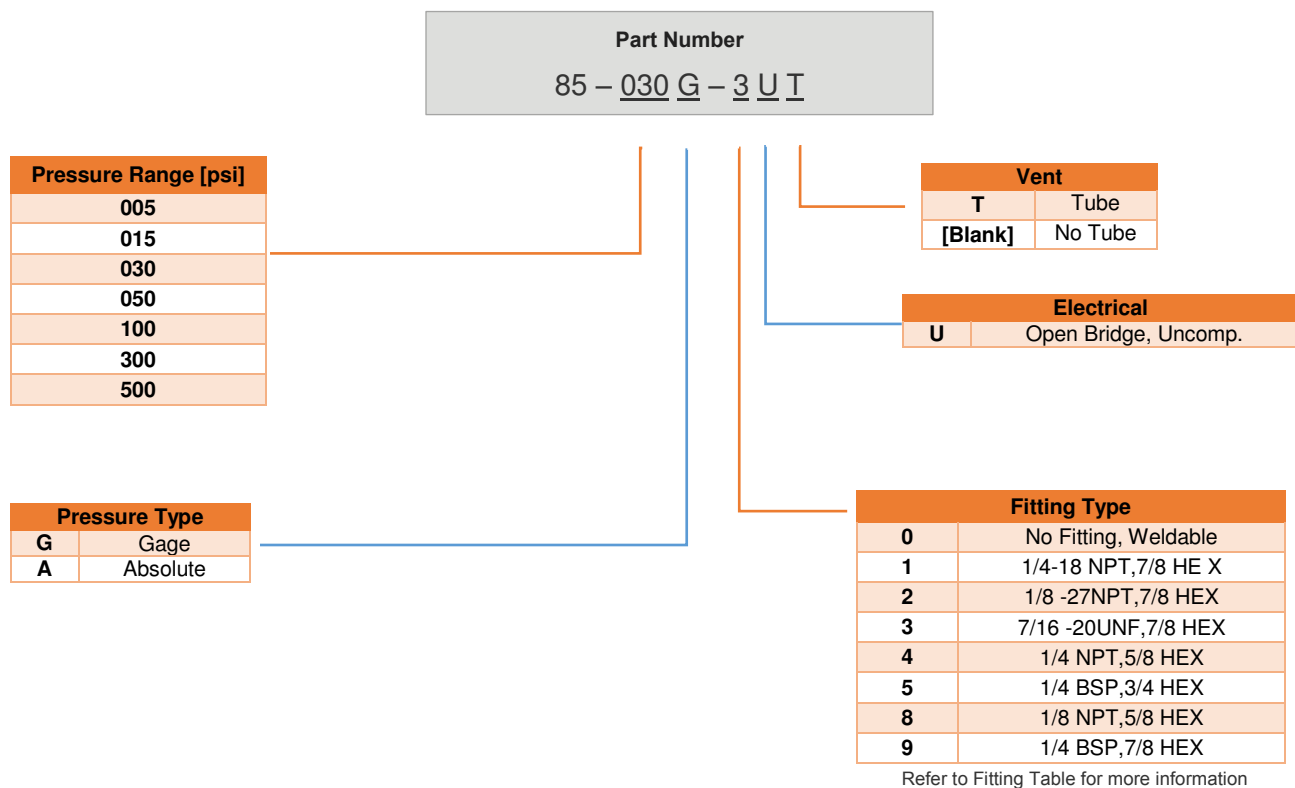 Part Number
85 – 030 G – 3 U T
Pressure Range [psi]
005
015
030
050
100
300
500
Vent
T Tube
[Blank] No Tube
Electrical
U Open Bridge, Uncomp.
Pressure Type
G Gage
A Absolute
Fitting Type
0 No Fitting, Weldable
1 1/4-18 NPT,7/8 HE X
2 1/8 -27NPT,7/8 HEX
3 7/16 -20UNF,7/8 HEX
4 1/4 NPT,5/8 HEX
5 1/4 BSP,3/4 HEX
8 1/8 NPT,5/8 HEX
9 1/4 BSP,7/8 HEX
Refer to Fitting Table for more information